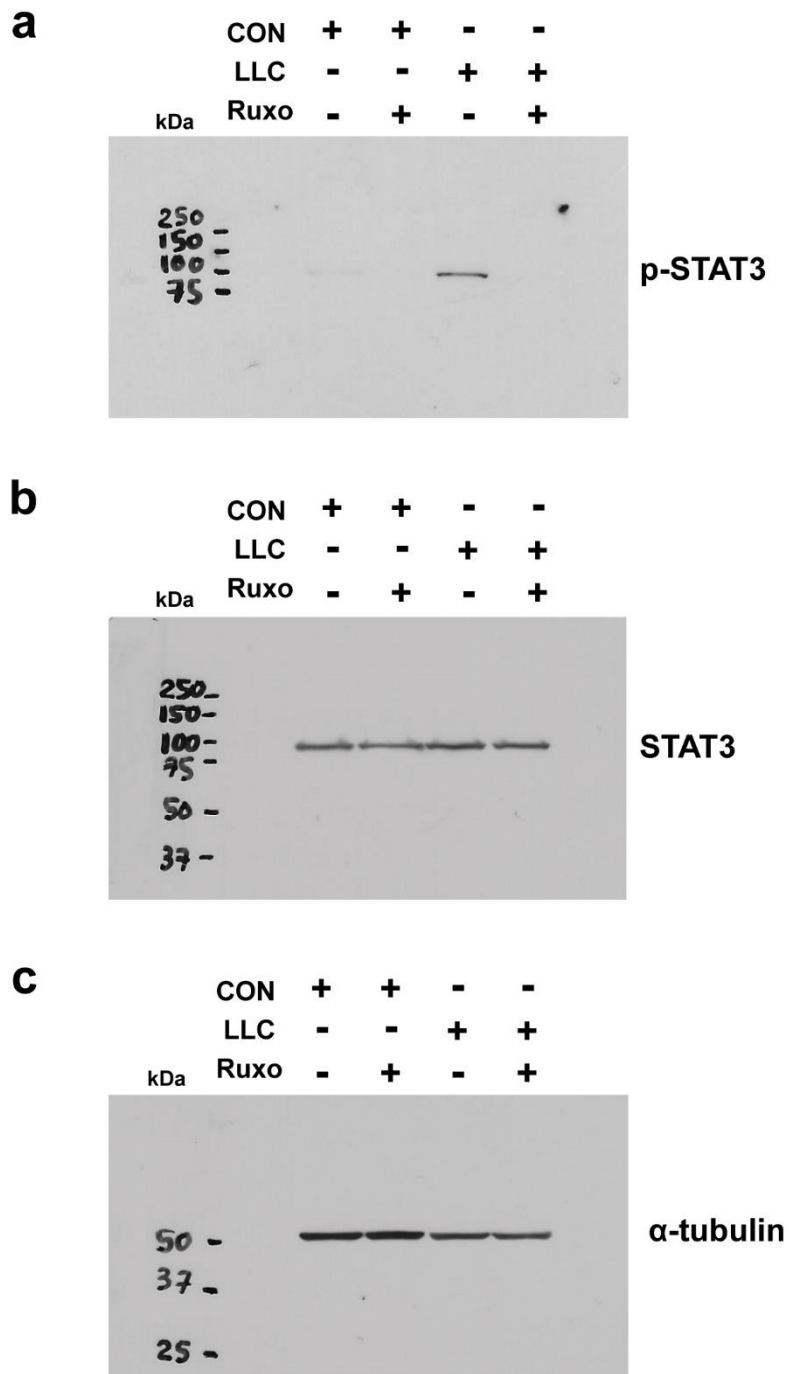 a
CON + + - -
LLC - - + +
kDa Ruxo - + - +
250
150 -
100 -
75 -
-
p-STAT3
b
CON + + - -
LLC - - + +
kDa Ruxo - + - +
250 -
150 -
100 -
75 -
50 -
37 -
STAT3
c
CON + + - -
LLC - - + +
kDa Ruxo - + - +
50 -
37 -
25 -
α-tubulin